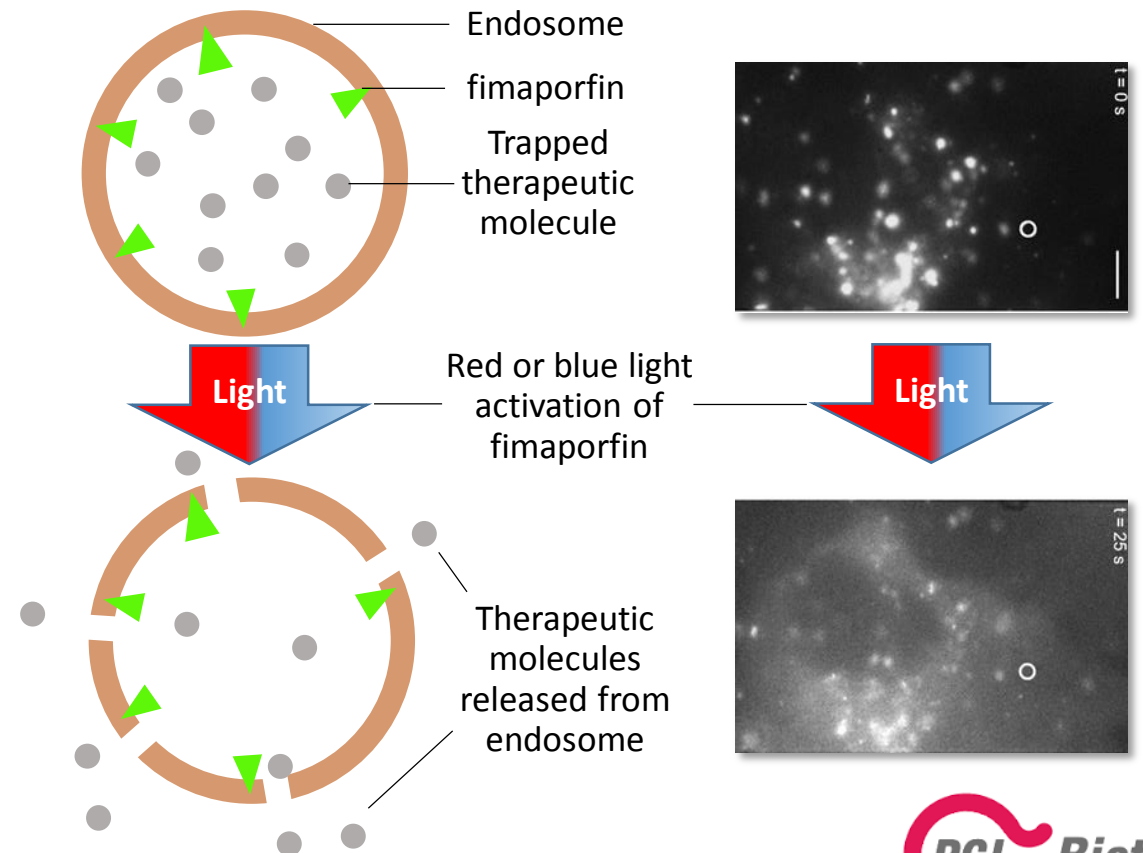 Endosome
fimaporfin
Trapped
therapeutic
molecule
t = 0 s
Light
Red or blue light
activation of
fimaporfin
Light
Therapeutic
molecules
released from
endosome
t = 25 s